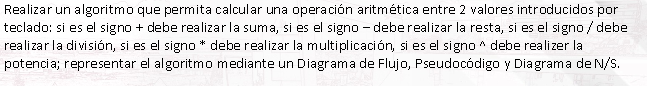 Realizar un algoritmo que permita calcular una operación aritmética entre 2 valores introducidos por
teclado: si es el signo + debe realizar la suma, si es el signo – debe realizar la resta, si es el signo / debe
realizar la división, si es el signo * debe realizar la multiplicación, si es el signo ^ debe realizer la
potencia; representar el algoritmo mediante un Diagrama de Flujo, Pseudocódigo y Diagrama de N/S.